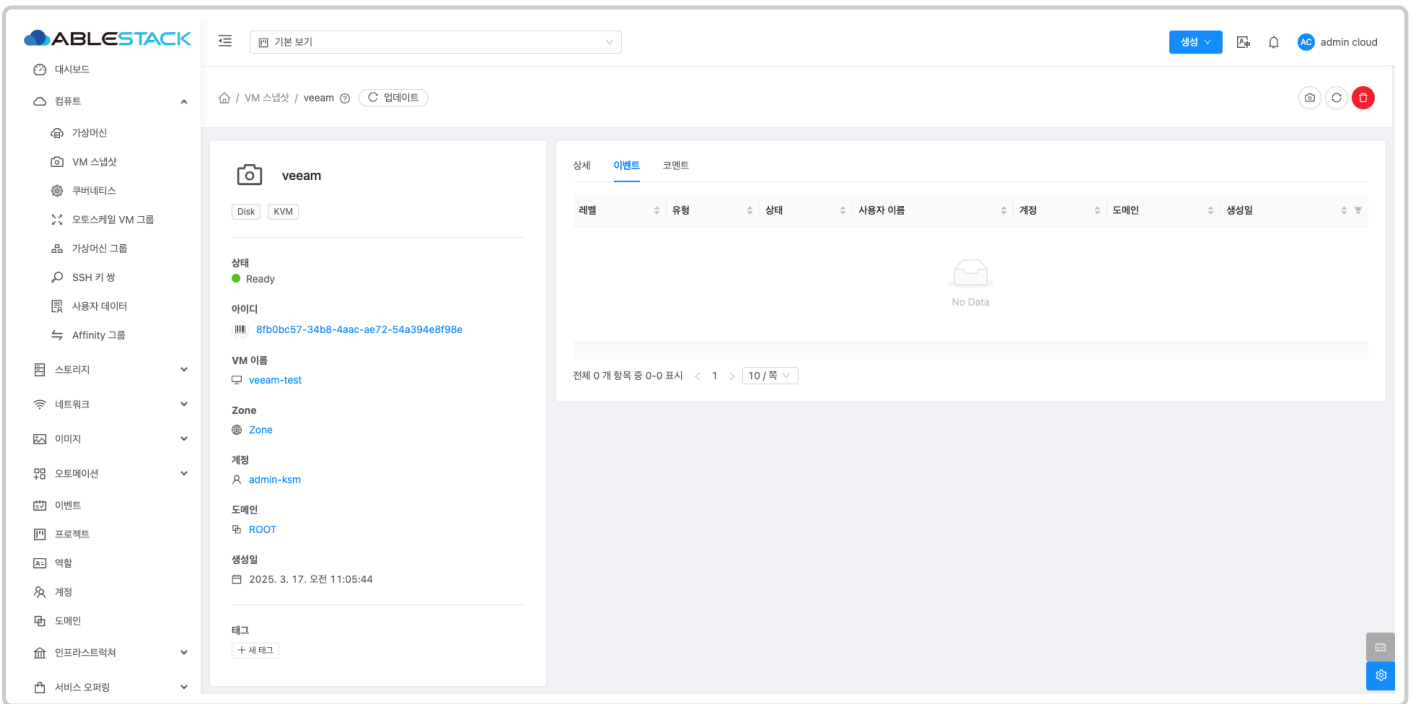 ABLESTACK
기본 보기
생성
AC
admin cloud
대시보드
컴퓨트
가상머신
VM 스냅샷
쿠버네티스
오토스케일 VM 그룹
가상머신 그룹
SSH 키 쌍
사용자 데이터
Affinity 그룹
스토리지
네트워크
이미지
오토메이션
이벤트
프로젝트
역할
계정
도메인
인프라스트럭쳐
서비스 오퍼링
/ VM 스냅샷 / veeam
업데이트
veeam
Disk
KVM
상태
Ready
아이디
8fb0bc57-34b8-4aac-ae72-54a394e8f98e
VM 이름
veeam-test
Zone
Zone
계정
admin-ksm
도메인
ROOT
생성일
2025. 3. 17. 오전 11:05:44
태그
+ 새 태그
상세 이벤트 코멘트
레벨 유형 상태 사용자 이름 계정 도메인 생성일
No Data
전체 0 개 항목 중 0-0 표시 < 1 > 10 / 쪽